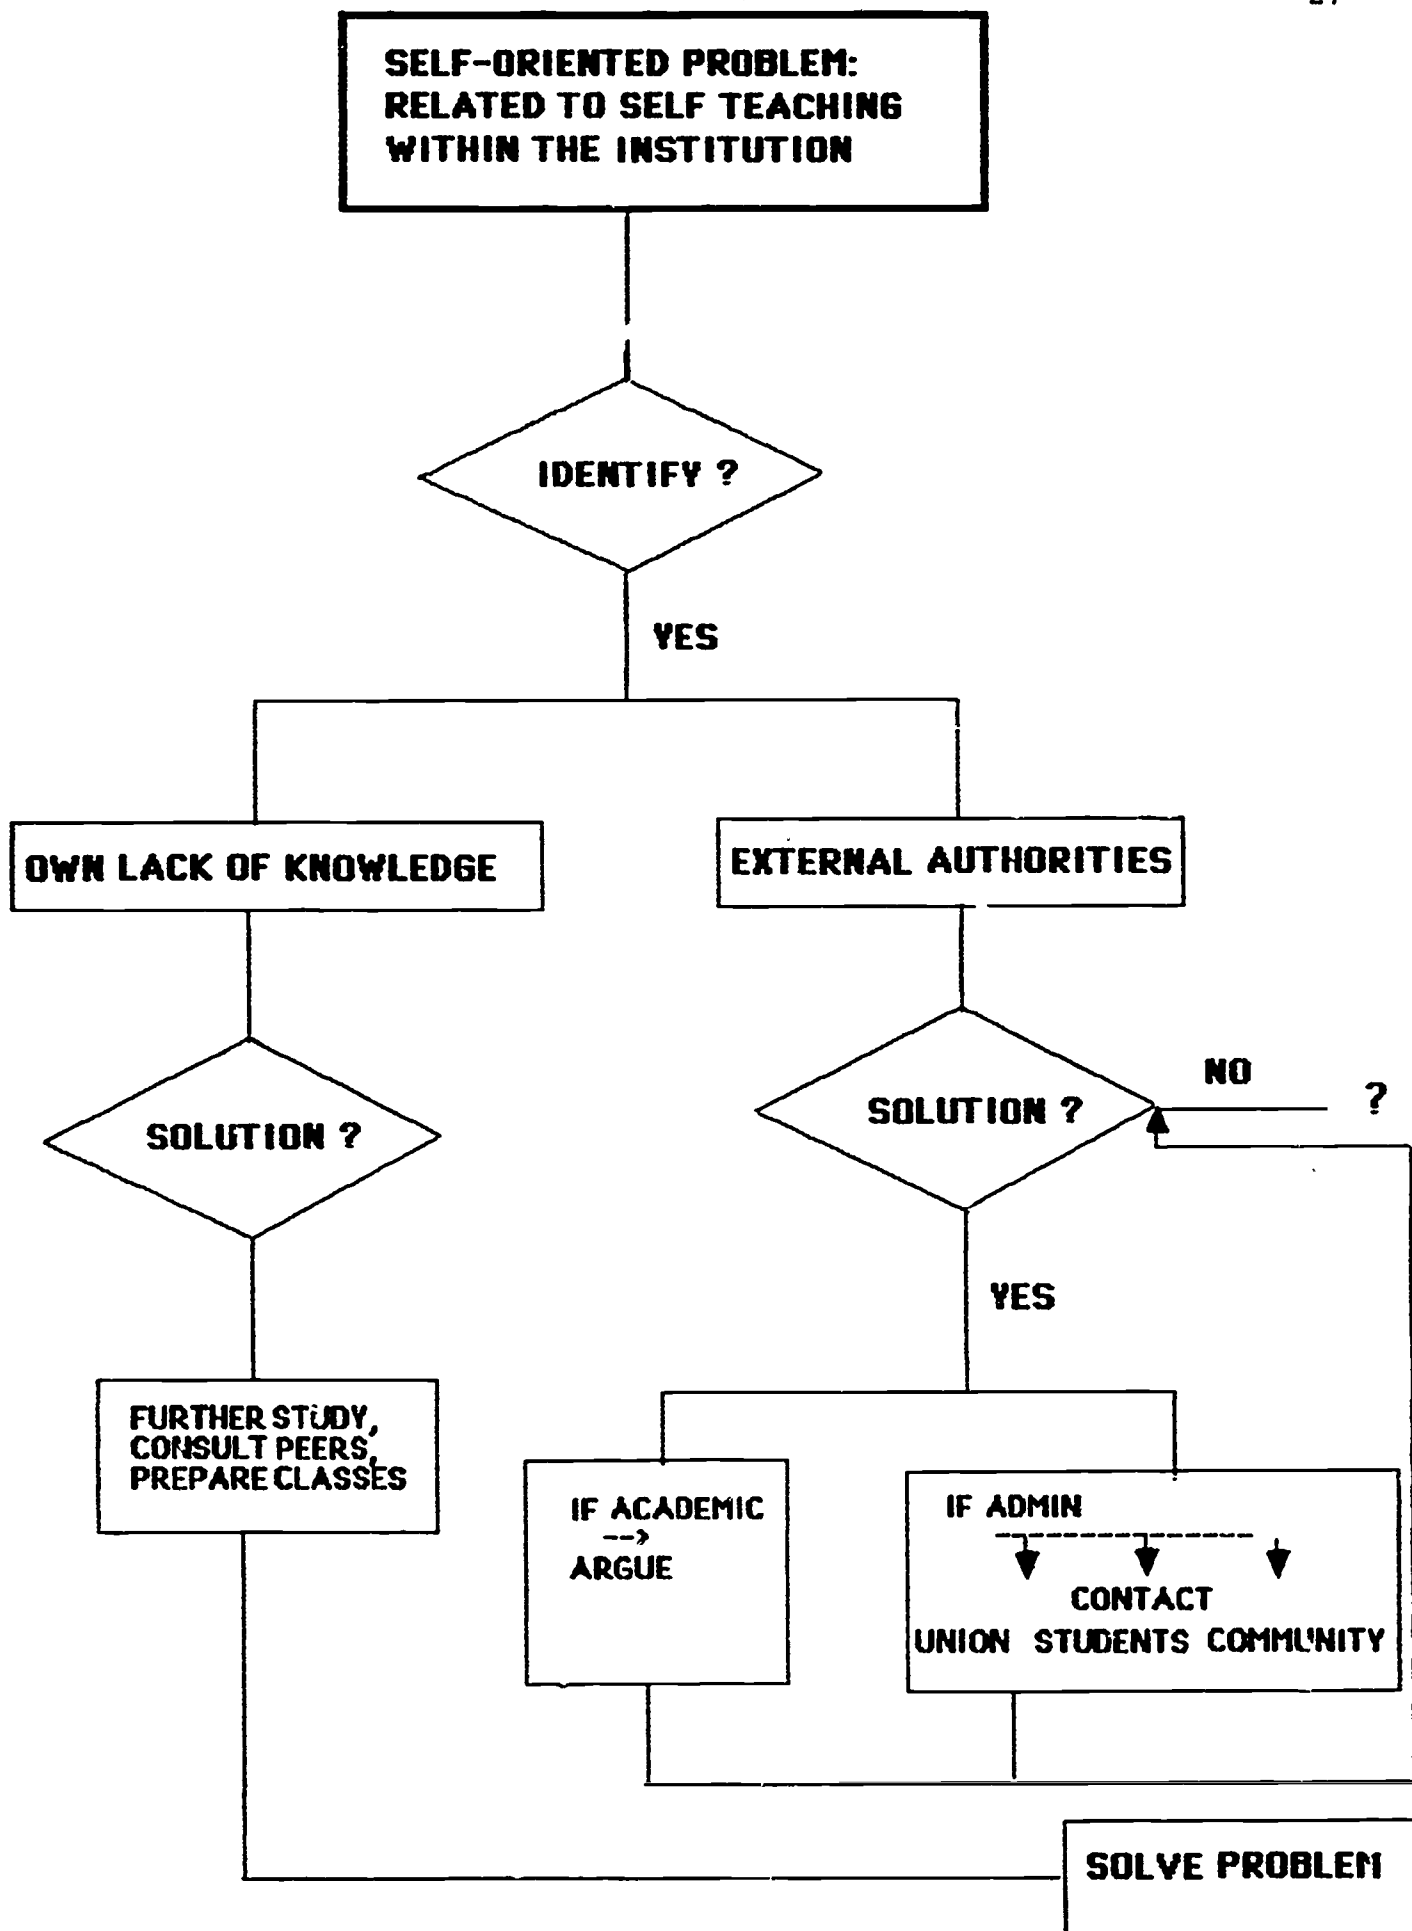 SELF-ORIENTED PROBLEM:
RELATED TO SELF TEACHING
WITHIN THE INSTITUTION
IDENTIFY ?
YES
OWN LACK OF KNOWLEDGE
EXTERNAL AUTHORITIES
SOLUTION ?
SOLUTION ?
NO
?
YES
FURTHER STUDY,
CONSULT PEERS,
PREPARE CLASSES
IF ACADEMIC
-->
ARGUE
IF ADMIN
CONTACT
UNION STUDENTS COMMUNITY
SOLVE PROBLEM